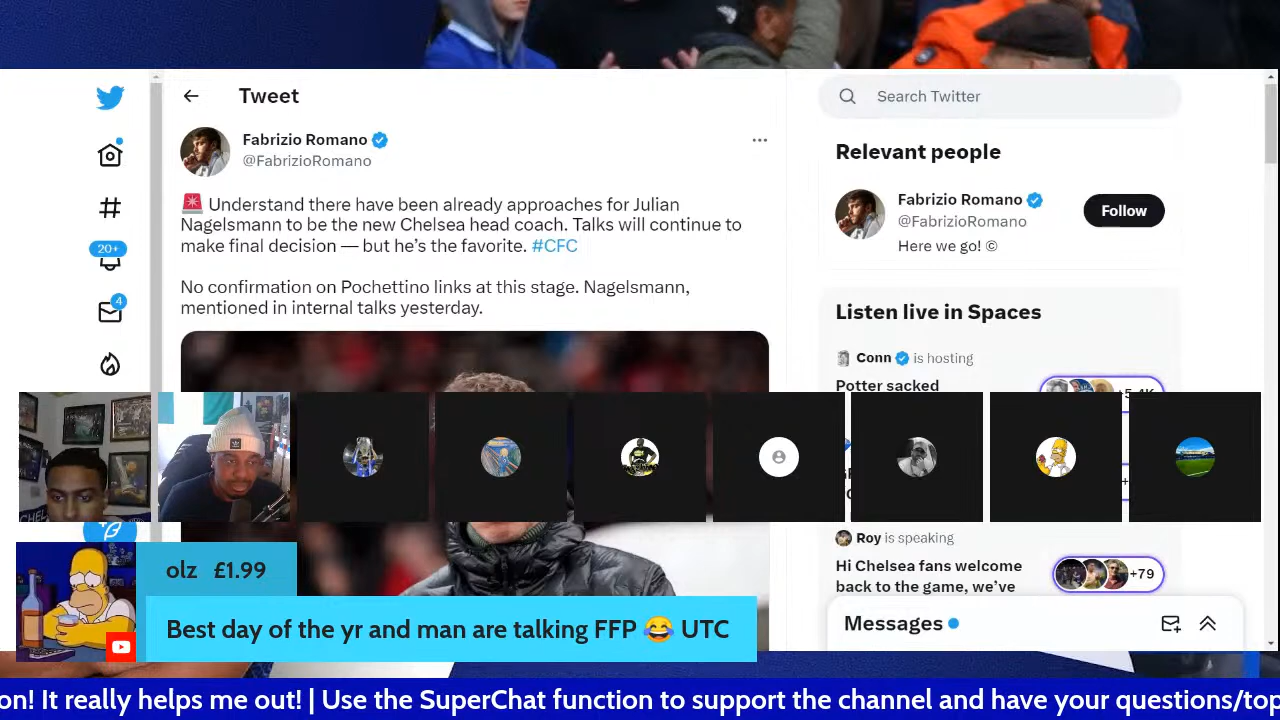 Tweet
Fabrizio Romano
@FabrizioRomano
🚨 Understand there have been already approaches for Julian
Nagelsmann to be the new Chelsea head coach. Talks will continue to
make final decision — but he's the favorite. #CFC
No confirmation on Pochettino links at this stage. Nagelsmann,
mentioned in internal talks yesterday.
20+
4
Search Twitter
Relevant people
Fabrizio Romano
@FabrizioRomano
Here we go! ©
Follow
Listen live in Spaces
Conn is hosting
Potter sacked
Roy is speaking
Hi Chelsea fans welcome
back to the game, we've
+79
Messages
olz £1.99
Best day of the yr and man are talking FFP 😂 UTC
on! It really helps me out! | Use the SuperChat function to support the channel and have your questions/top